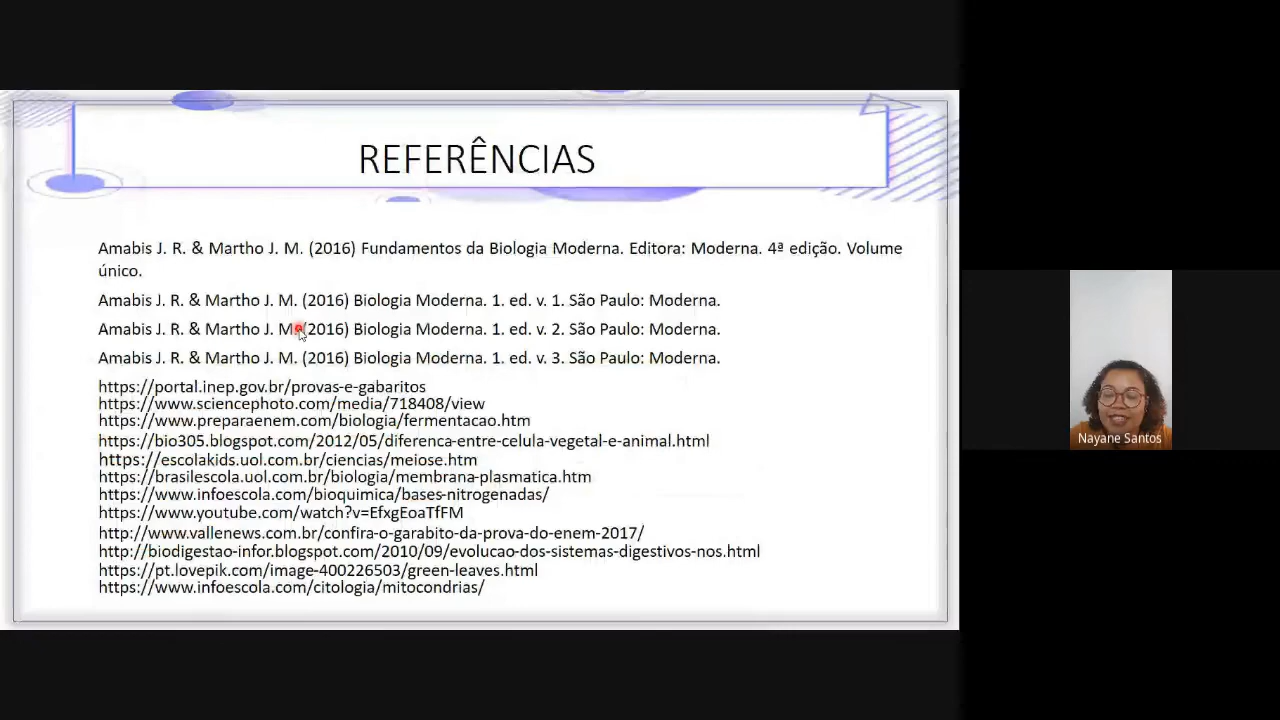 REFERÊNCIAS
Amabis J. R. & Martho J. M. (2016) Fundamentos da Biologia Moderna. Editora: Moderna. 4ª edição. Volume
único.
Amabis J. R. & Martho J. M. (2016) Biologia Moderna. 1. ed. v. 1. São Paulo: Moderna.
Amabis J. R. & Martho J. M. (2016) Biologia Moderna. 1. ed. v. 2. São Paulo: Moderna.
Amabis J. R. & Martho J. M. (2016) Biologia Moderna. 1. ed. v. 3. São Paulo: Moderna.
https://portal.inep.gov.br/provas-e-gabaritos
https://www.sciencephoto.com/media/718408/view
https://www.preparaenem.com/biologia/fermentacao.htm
https://bio305.blogspot.com/2012/05/diferenca-entre-celula-vegetal-e-animal.html
https://escolakids.uol.com.br/ciencias/meiose.htm
https://brasilescola.uol.com.br/biologia/membrana-plasmatica.htm
https://www.infoescola.com/bioquimica/bases-nitrogenadas/
https://www.youtube.com/watch?v=EfxgEoaTfFM
http://www.vallenews.com.br/confira-o-garabito-da-prova-do-enem-2017/
http://biodigestao-infor.blogspot.com/2010/09/evolucao-dos-sistemas-digestivos-nos.html
https://pt.lovepik.com/image-400226503/green-leaves.html
https://www.infoescola.com/citologia/mitocondrias/
Nayane Santos